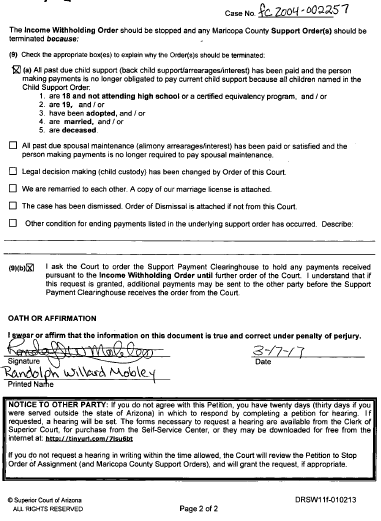 Case No. fc2004-002257
The Income Withholding Order should be stopped and any Maricopa County Support Order(s) should be
terminated because:
(9) Check the appropriate box(es) to explain why the Order(s) should be terminated:
(a) All past due child support (back child support/arrearages/interest) has been paid and the person
making payments is no longer obligated to pay current child support because all children named in the
Child Support Order:
1. are 18 and not attending high school or a certified equivalency program, and / or
2. are 19, and / or
3. have been adopted, and / or
4. are married, and / or
5. are deceased.
All past due spousal maintenance (alimony arrearages/interest) has been paid or satisfied and the
person making payments is no longer required to pay spousal maintenance.
Legal decision making (child custody) has been changed by Order of this Court.
We are remarried to each other. A copy of our marriage license is attached.
The case has been dismissed. Order of Dismissal is attached if not from this Court.
Other condition for ending payments listed in the underlying support order has occurred. Describe:
(9)(b) I ask the Court to order the Support Payment Clearinghouse to hold any payments received
pursuant to the Income Withholding Order until further order of the Court. I understand that if
this request is granted, additional payments may be sent to the other party before the Support
Payment Clearinghouse receives the order from the Court.
OATH OR AFFIRMATION
I swear or affirm that the information on this document is true and correct under penalty of perjury.
3-7-17
Signature Date
Randolph Willard Mobley
Printed Name
NOTICE TO OTHER PARTY: If you do not agree with this Petition, you have twenty days (thirty days if you
were served outside the state of Arizona) in which to respond by completing a petition for hearing. If
requested, a hearing will be set. The forms necessary to request a hearing are available from the Clerk of
Superior Court, for purchase from the Self-Service Center, or they may be downloaded for free from the
internet at: http://tinyurl.com/7lsu6bt
If you do not request a hearing in writing within the time allowed, the Court will review the Petition to Stop
Order of Assignment (and Maricopa County Support Orders), and will grant the request, if appropriate.
© Superior Court of Arizona
ALL RIGHTS RESERVED
Page 2 of 2
DRSW11f-010213